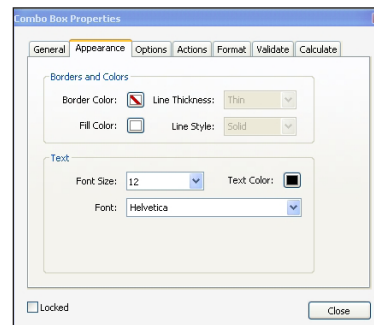 Combo Box Properties
General Appearance Options Actions Format Validate Calculate
Borders and Colors
Border Color: Line Thickness: Thin
Fill Color: Line Style: Solid
Text
Font Size: 12 Text Color:
Font: Helvetica
Locked Close